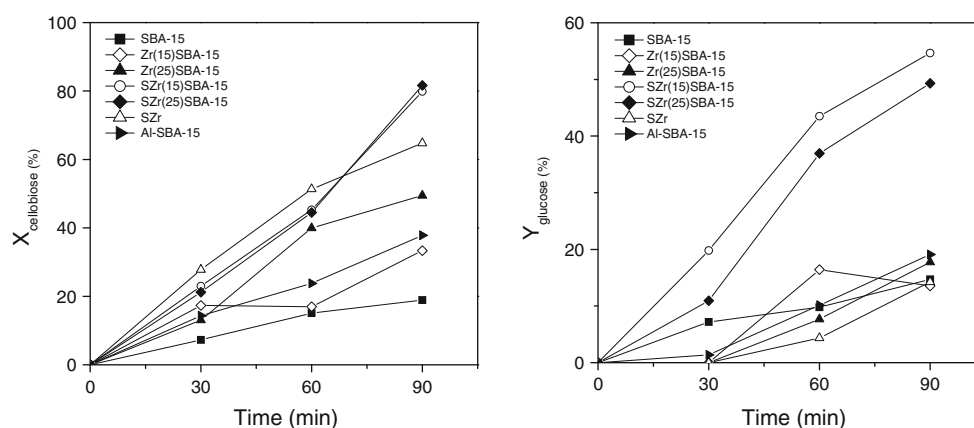 100
80
60
40
20
0
X cellobiose (%)
SBA-15
Zr(15)SBA-15
Zr(25)SBA-15
SZr(15)SBA-15
SZr(25)SBA-15
SZr
Al-SBA-15
0 30 60 90
Time (min)
60
40
20
0
Y glucose (%)
SBA-15
Zr(15)SBA-15
Zr(25)SBA-15
SZr(15)SBA-15
SZr(25)SBA-15
SZr
Al-SBA-15
0 30 60 90
Time (min)